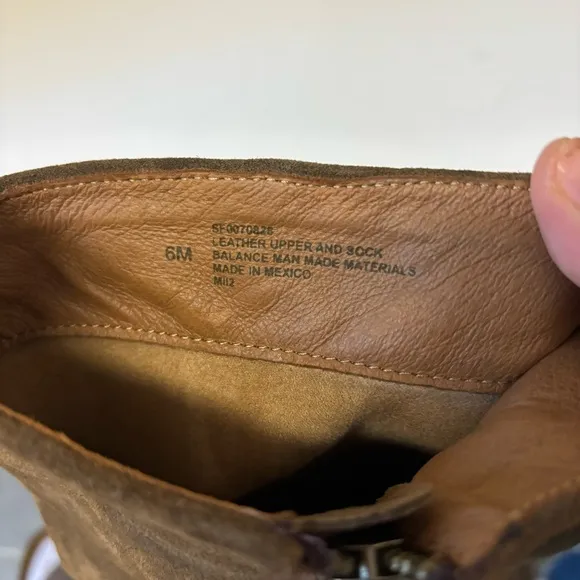 SF0070828
6M
LEATHER UPPER AND SOCK
BALANCE MAN MADE MATERIALS
MADE IN MEXICO
MII2